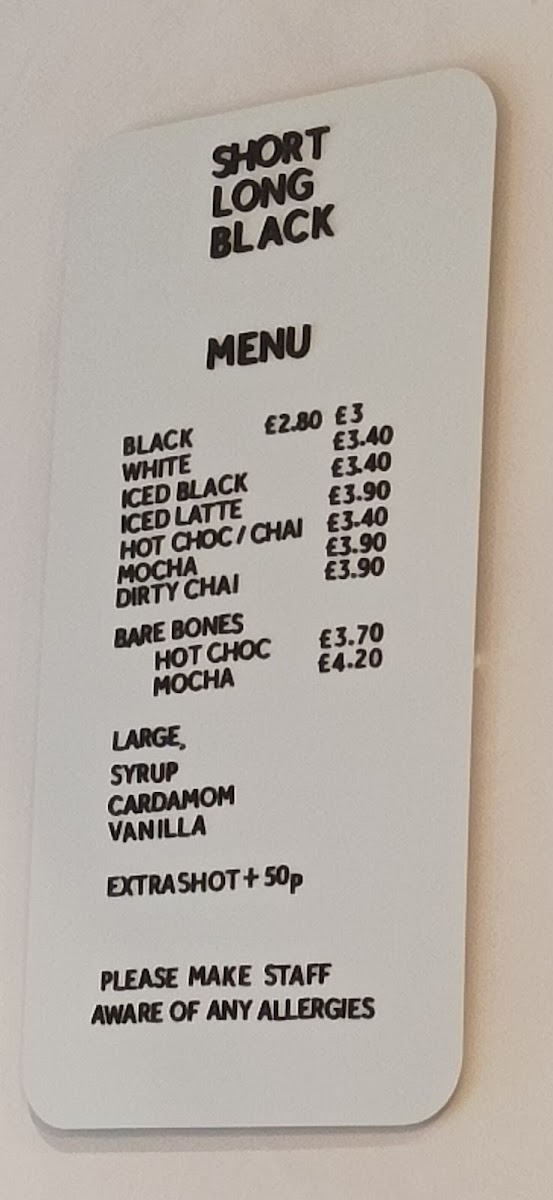 SHORT
LONG
BLACK
MENU
BLACK £2.80 £3
WHITE £3.40
ICED BLACK £3.40
ICED LATTE £3.90
HOT CHOC / CHAI £3.40
MOCHA £3.90
DIRTY CHAI £3.90
BARE BONES
HOT CHOC £3.70
MOCHA £4.20
LARGE,
SYRUP
CARDAMOM
VANILLA
EXTRA SHOT + 50p
PLEASE MAKE STAFF
AWARE OF ANY ALLERGIES